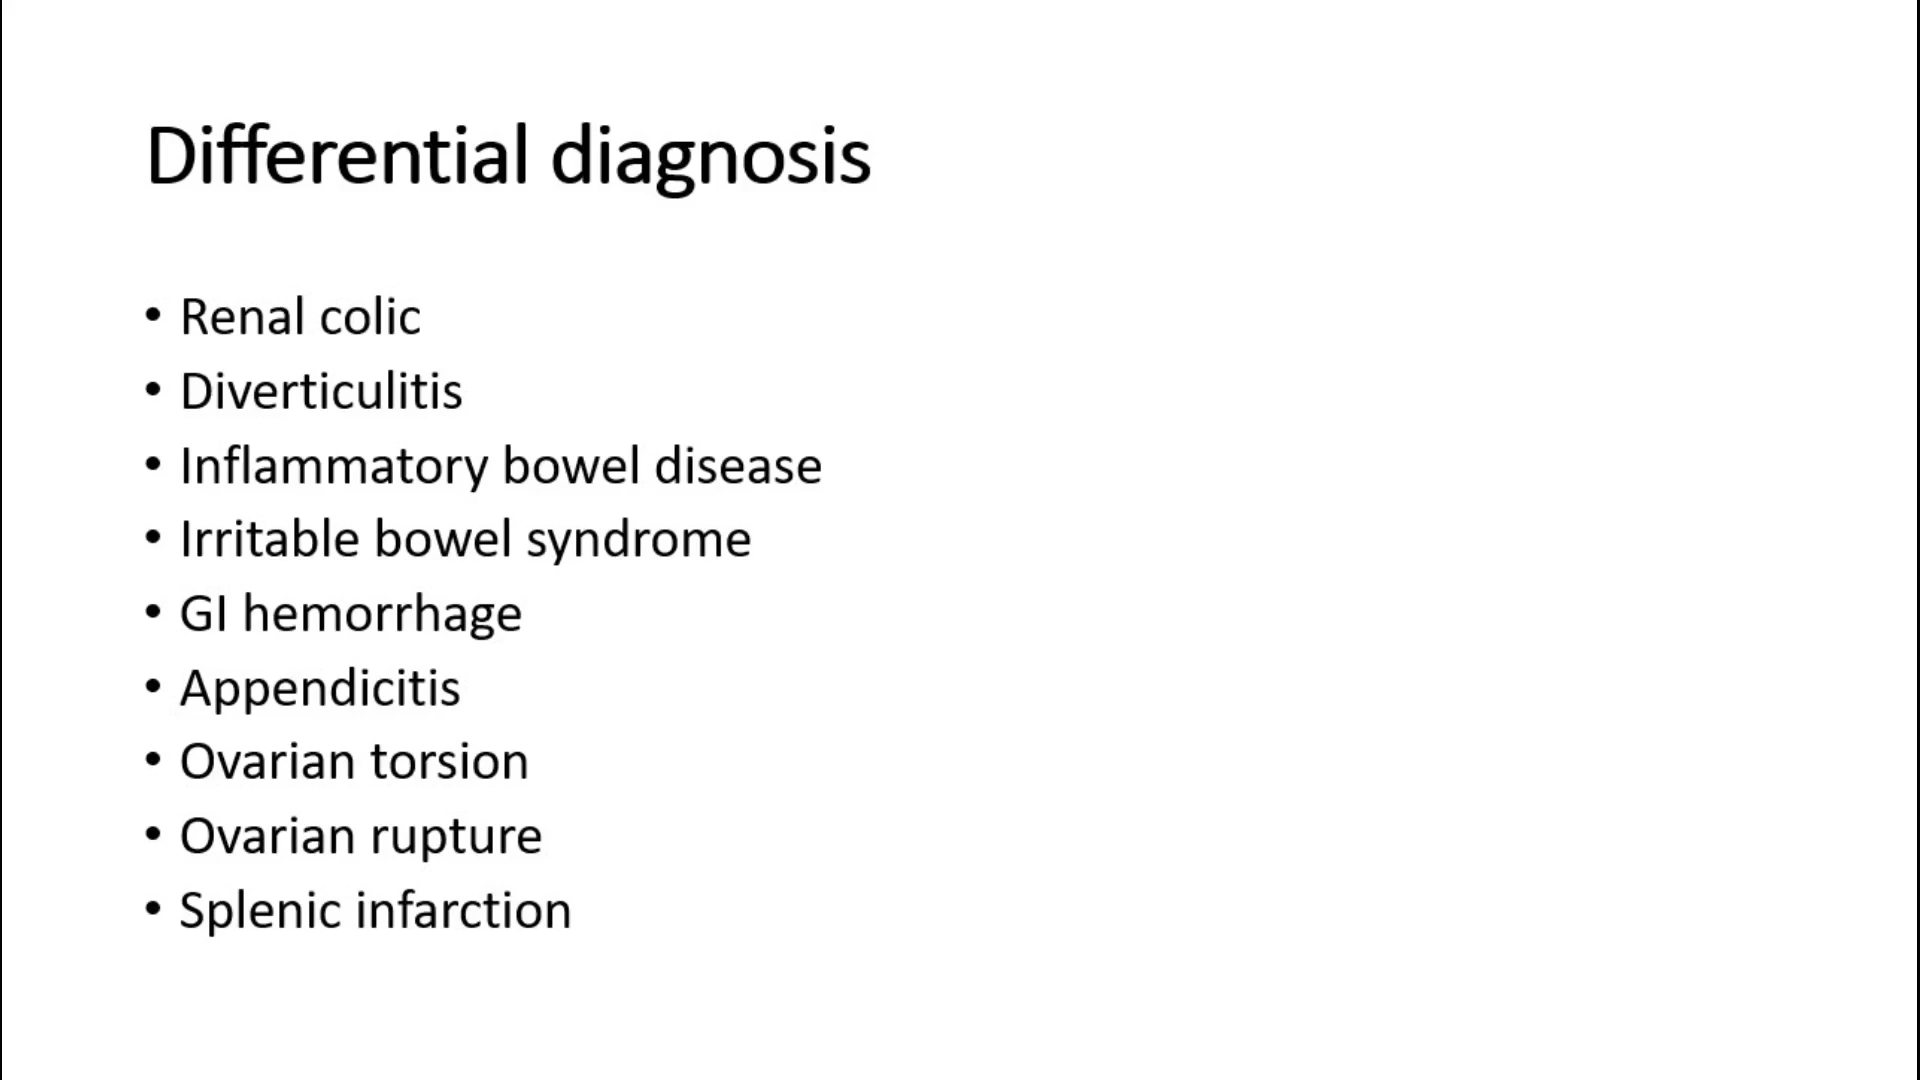 Differential diagnosis
• Renal colic
• Diverticulitis
• Inflammatory bowel disease
• Irritable bowel syndrome
• GI hemorrhage
• Appendicitis
• Ovarian torsion
• Ovarian rupture
• Splenic infarction